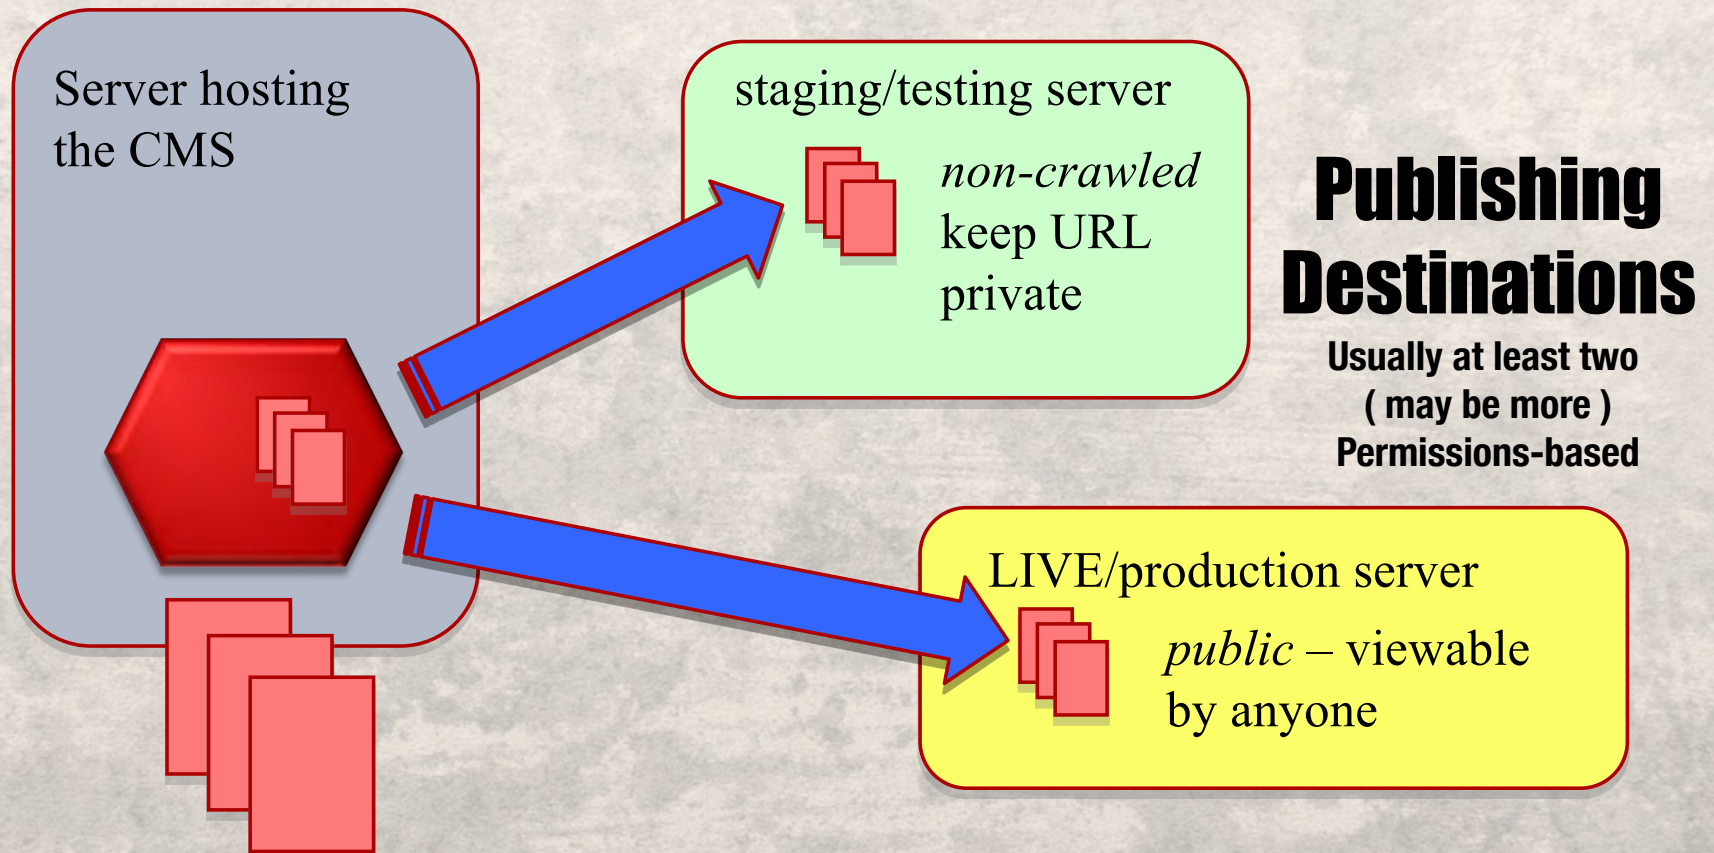 Server hosting
the CMS
staging/testing server
non-crawled
keep URL
private
Publishing
Destinations
Usually at least two
( may be more )
Permissions-based
LIVE/production server
public – viewable
by anyone